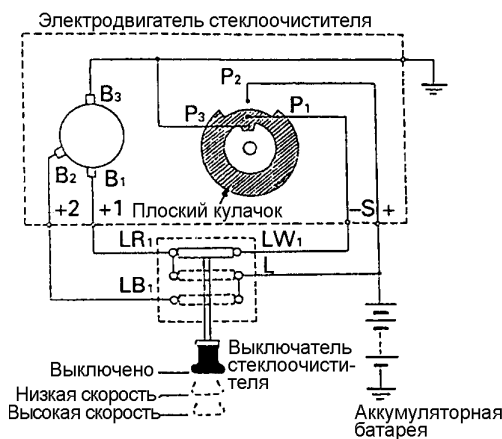 Электродвигатель стеклоочистителя
P2
B3
P3
P1
B2
B1
+2
+1
Плоский кулачок
–S
+
LR1
LW1
L
LB1
Выключатель
стеклоочисти-
теля
Выключено
Низкая скорость
Высокая скорость
Аккумуляторная
батарея